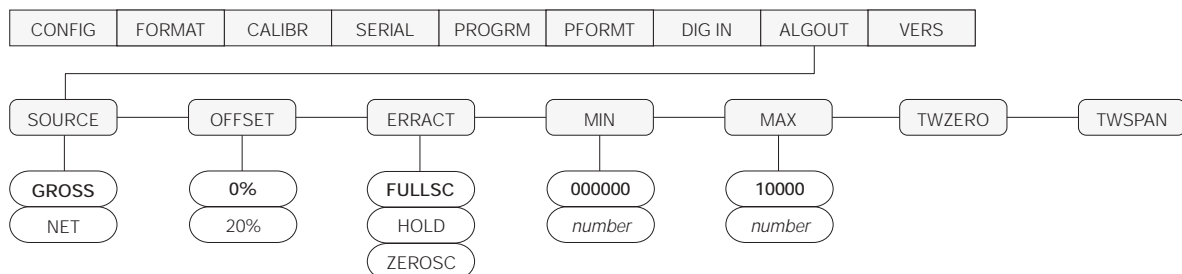 CONFIG FORMAT CALIBR SERIAL PROGRM PFORMT DIG IN ALGOUT VERS
SOURCE OFFSET ERRACT MIN MAX TWZERO TWSPAN
GROSS 0% FULLSC 000000 10000
NET 20% HOLD number number
ZEROSC